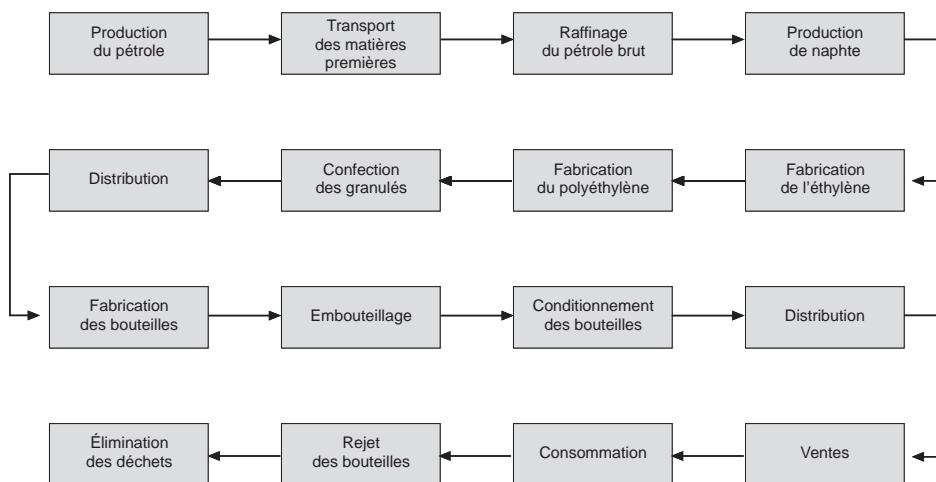 Production
du pétrole
Transport
des matières
premières
Raffinage
du pétrole brut
Production
de naphte
Distribution
Confection
des granulés
Fabrication
du polyéthylène
Fabrication
de l'éthylène
Fabrication
des bouteilles
Embouteillage
Conditionnement
des bouteilles
Distribution
Élimination
des déchets
Rejet
des bouteilles
Consommation
Ventes